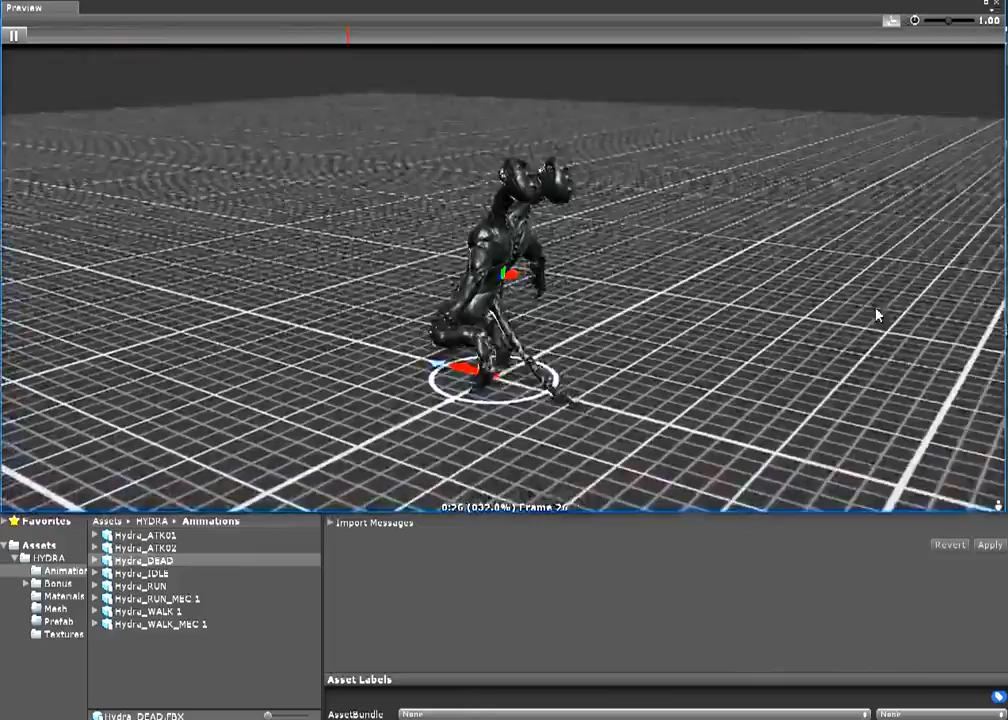 Preview
1.00
0:26 (032.0%) Frame 26
Favorites
Assets
HYDRA
Animation
Bonus
Materials
Mesh
Prefab
Textures
Assets HYDRA Animations
Hydra_ATK01
Hydra_ATK02
Hydra_DEAD
Hydra_IDLE
Hydra_RUN
Hydra_RUN_MEC 1
Hydra_WALK 1
Hydra_WALK_MEC 1
Hydra_DEAD.FBX
Import Messages
Revert Apply
Asset Labels
AssetBundle None None